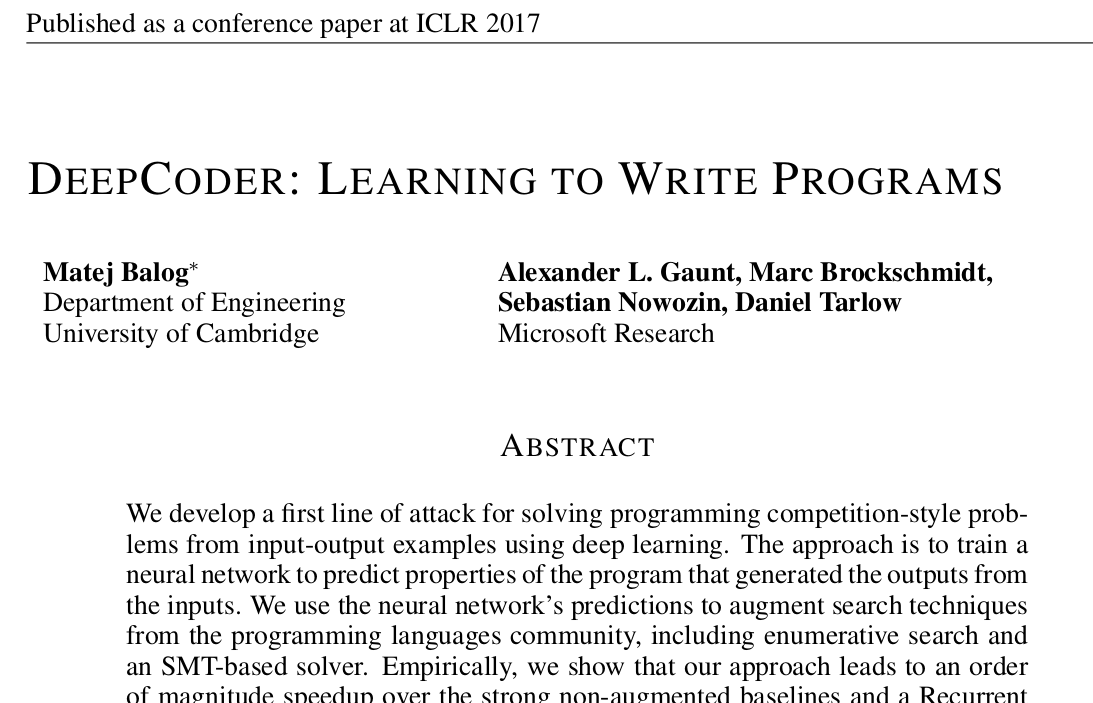 Published as a conference paper at ICLR 2017
DEEPCODER: LEARNING TO WRITE PROGRAMS
Matej Balog*
Department of Engineering
University of Cambridge
Alexander L. Gaunt, Marc Brockschmidt,
Sebastian Nowozin, Daniel Tarlow
Microsoft Research
ABSTRACT
We develop a first line of attack for solving programming competition-style prob-
lems from input-output examples using deep learning. The approach is to train a
neural network to predict properties of the program that generated the outputs from
the inputs. We use the neural network's predictions to augment search techniques
from the programming languages community, including enumerative search and
an SMT-based solver. Empirically, we show that our approach leads to an order
of magnitude speedup over the strong non-augmented baselines and a Recurrent